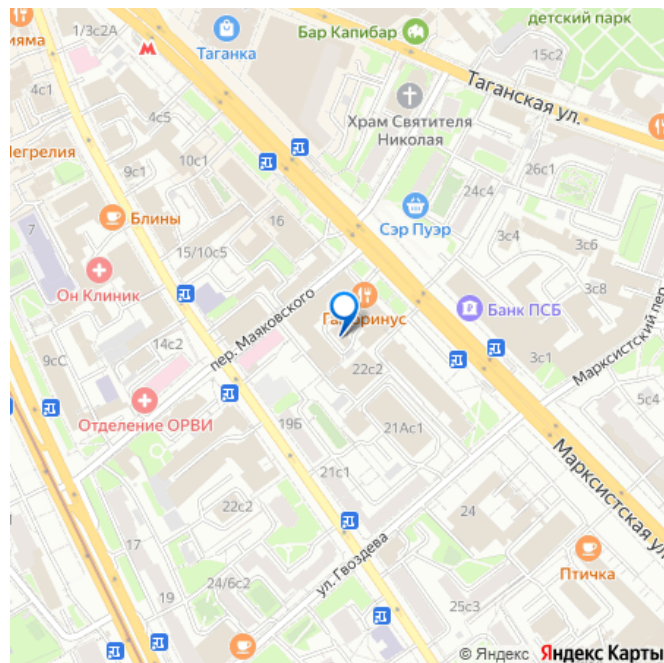 детский парк
ияма
1/3с2А
Таганка
Бар Капибар
15с2
4с1
Таганская ул.
4с5
Храм Святителя
Николая
Мегрелия
10с1
9с1
26с1
24с4
Блины
16
7
Сэр Пуэр
3с4
3с6
15/10с5
Он Клиник
пер. Маяковского
3с8
Банк ПСБ
14с2
Марксистский пер.
9сС
3с1
22с2
5с4
Отделение ОРВИ
19Б
21Ас1
21с1
Марксистская ул.
22с2
24
17
ул. Гвоздева
Птичка
24/6с2
19
25с3
© Яндекс Яндекс Карты